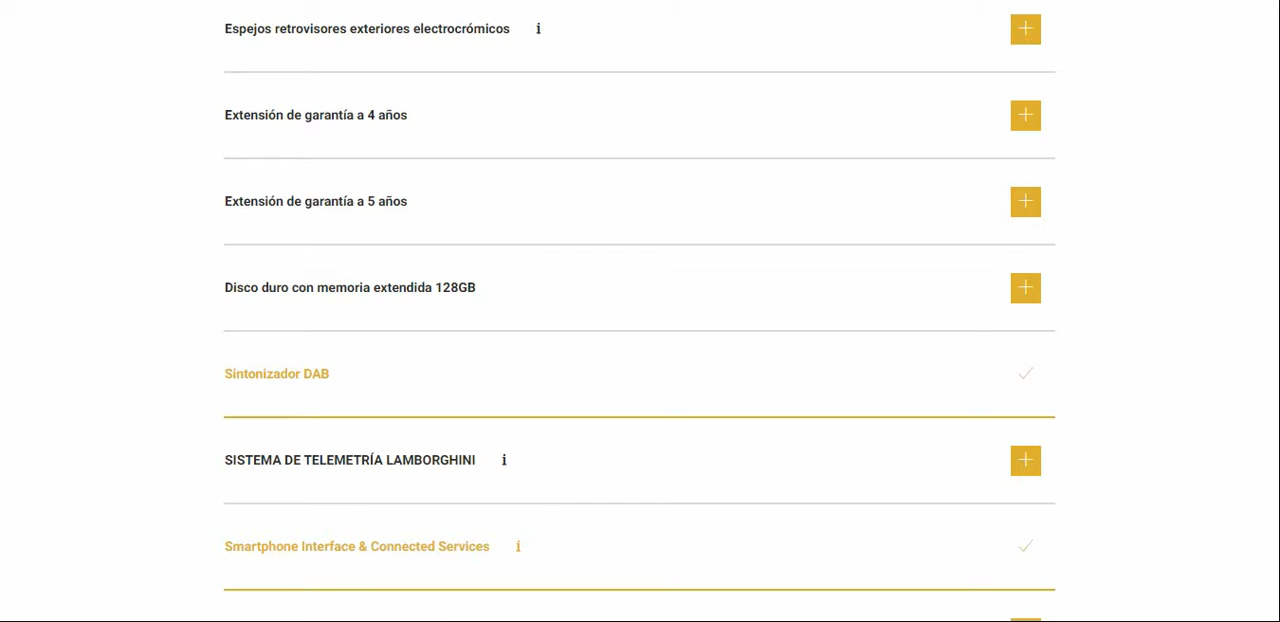 Espejos retrovisores exteriores electrocrómicos i
Extensión de garantía a 4 años
Extensión de garantía a 5 años
Disco duro con memoria extendida 128GB
Sintonizador DAB
SISTEMA DE TELEMETRÍA LAMBORGHINI i
Smartphone Interface & Connected Services i